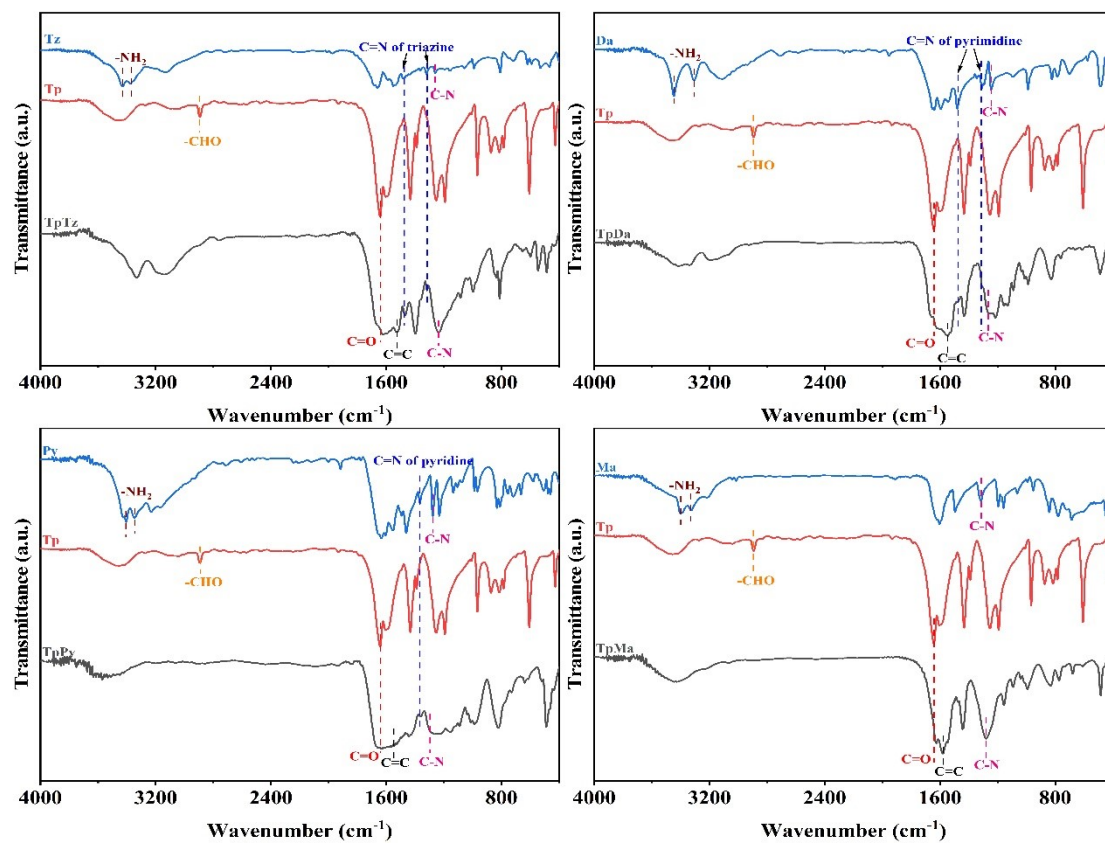 Tz
-NH2
C=N of triazine
C-N
Tp
-CHO
TpTz
C=O
C=C
C-N
Transmittance (a.u.)
4000 3200 2400 1600 800
Wavenumber (cm-1)
Da
-NH2
C=N of pyrimidine
C-N
Tp
-CHO
TpDa
C=O
C=C
C-N
Transmittance (a.u.)
4000 3200 2400 1600 800
Wavenumber (cm-1)
Py
-NH2
C=N of pyridine
C-N
Tp
-CHO
TpPy
C=O
C=C
C-N
Transmittance (a.u.)
4000 3200 2400 1600 800
Wavenumber (cm-1)
Ma
-NH2
C-N
Tp
-CHO
TpMa
C=O
C=C
C-N
Transmittance (a.u.)
4000 3200 2400 1600 800
Wavenumber (cm-1)